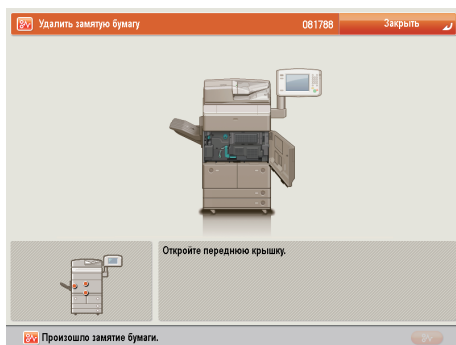 Удалить замятую бумагу 081788 Закрыть
Откройте переднюю крышку.
Произошло замятие бумаги.